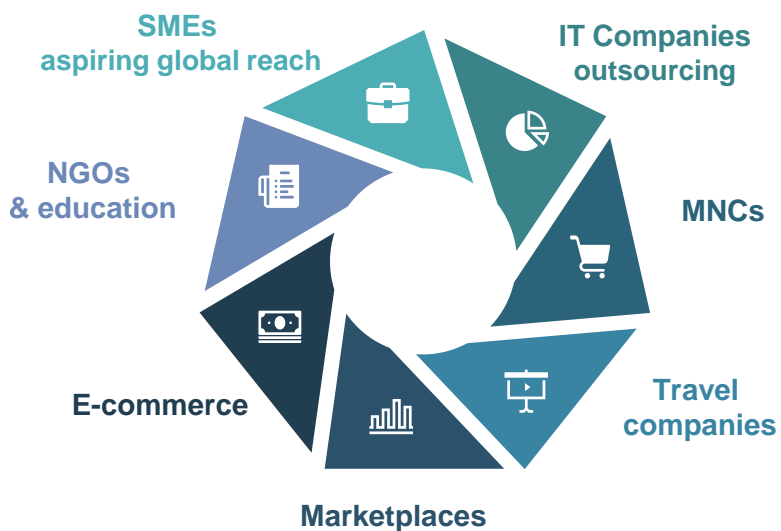 SMEs
aspiring global reach
IT Companies
outsourcing
NGOs
& education
MNCs
E-commerce
Travel
companies
Marketplaces